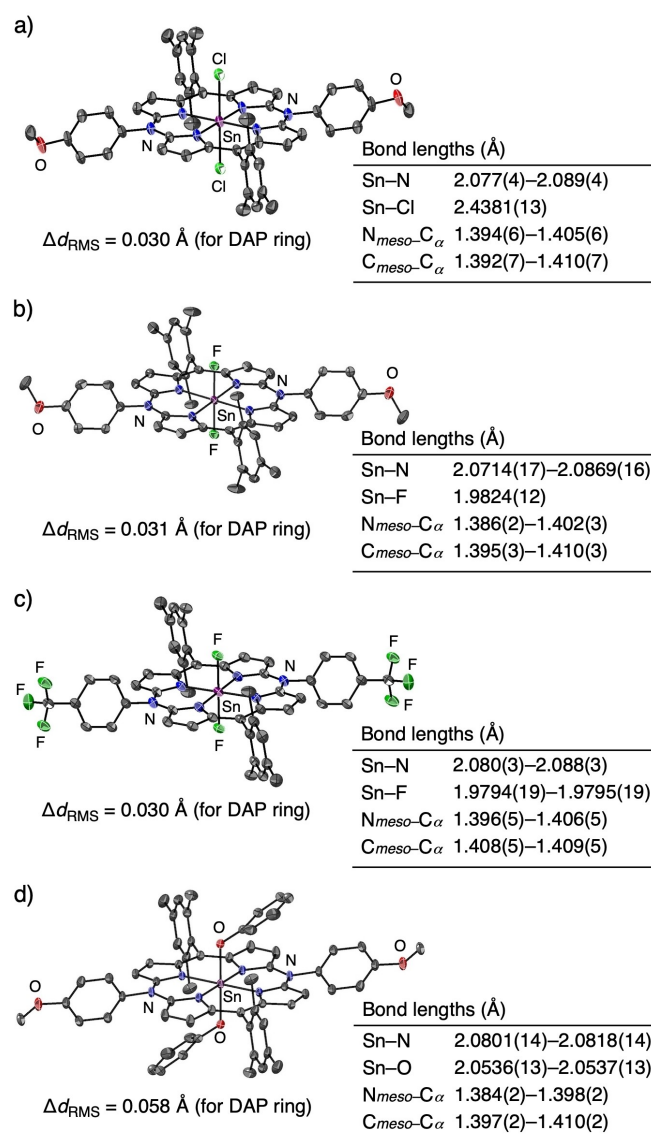 a)
Cl
O
N
Sn
N
O
Cl
Bond lengths (Å)
Sn–N 2.077(4)–2.089(4)
Sn–Cl 2.4381(13)
Nmeso–Cα 1.394(6)–1.405(6)
Cmeso–Cα 1.392(7)–1.410(7)
ΔdRMS = 0.030 Å (for DAP ring)
b)
F
O
N
Sn
N
O
F
Bond lengths (Å)
Sn–N 2.0714(17)–2.0869(16)
Sn–F 1.9824(12)
Nmeso–Cα 1.386(2)–1.402(3)
Cmeso–Cα 1.395(3)–1.410(3)
ΔdRMS = 0.031 Å (for DAP ring)
c)
F
F
F
N
F
F
F
F
Sn
N
F
Bond lengths (Å)
Sn–N 2.080(3)–2.088(3)
Sn–F 1.9794(19)–1.9795(19)
Nmeso–Cα 1.396(5)–1.406(5)
Cmeso–Cα 1.408(5)–1.409(5)
ΔdRMS = 0.030 Å (for DAP ring)
d)
O
O
N
O
Sn
N
O
Bond lengths (Å)
Sn–N 2.0801(14)–2.0818(14)
Sn–O 2.0536(13)–2.0537(13)
Nmeso–Cα 1.384(2)–1.398(2)
Cmeso–Cα 1.397(2)–1.410(2)
ΔdRMS = 0.058 Å (for DAP ring)